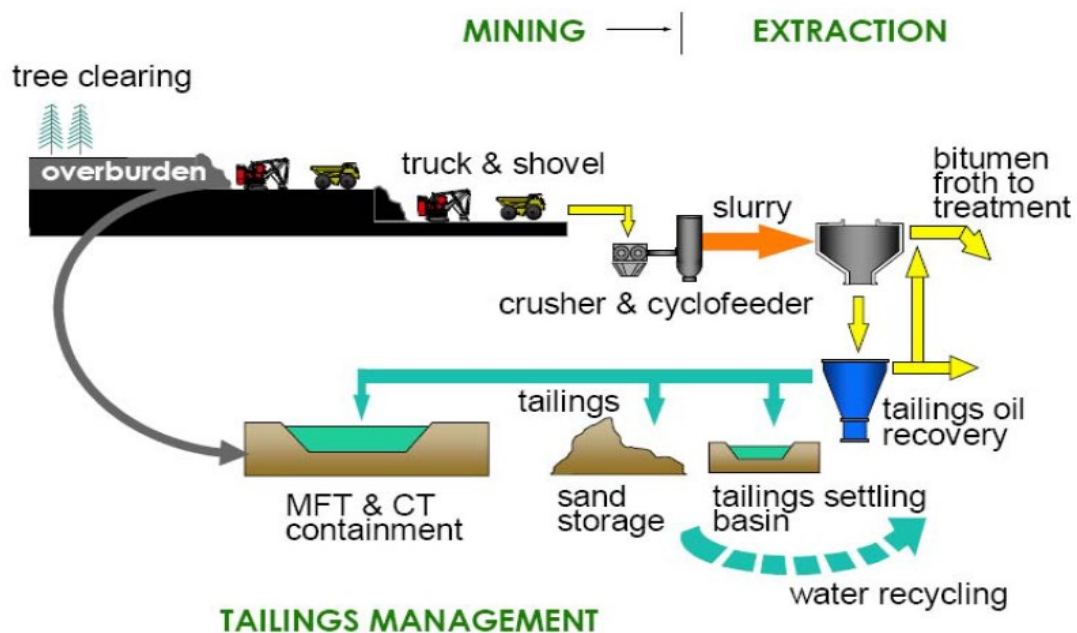 MINING
EXTRACTION
tree clearing
overburden
truck & shovel
slurry
bitumen
froth to
treatment
crusher & cyclofeeder
tailings oil
recovery
tailings
MFT & CT
containment
sand
storage
tailings settling
basin
water recycling
TAILINGS MANAGEMENT